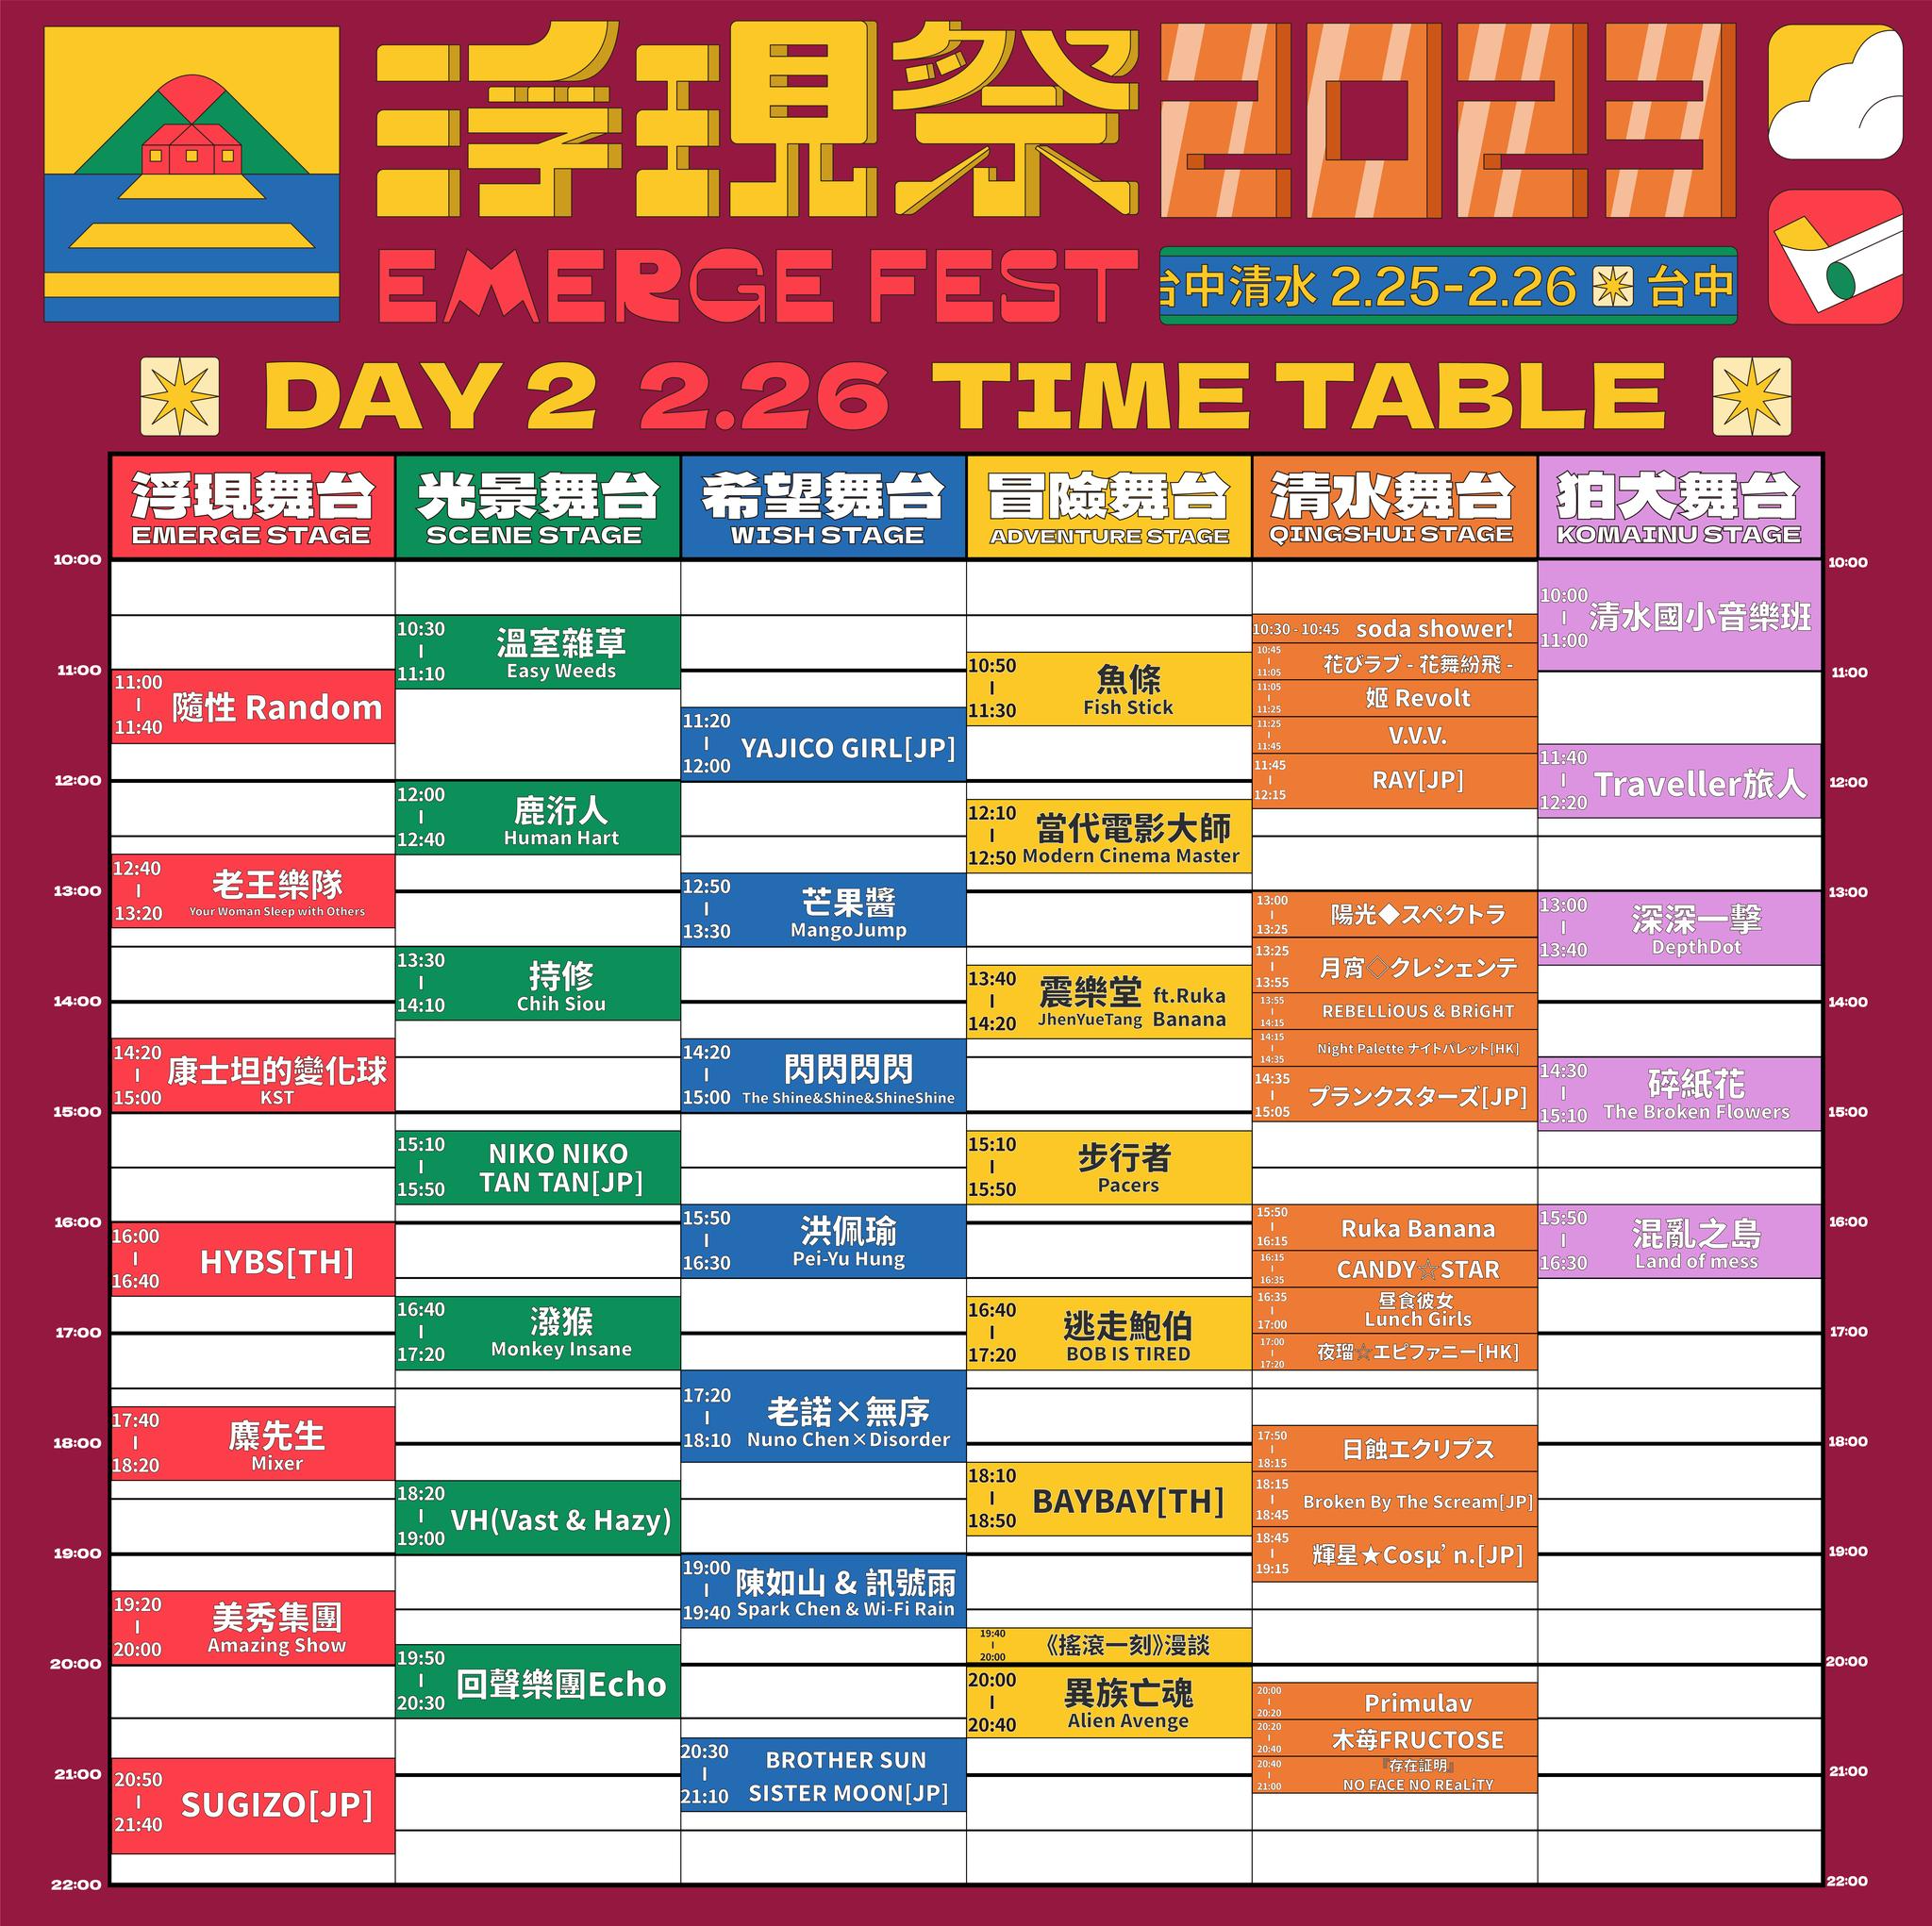 浮現祭 2023
EMERGE FEST
台中清水 2.25-2.26 台中
DAY 2 2.26 TIME TABLE
浮現舞台
EMERGE STAGE
光景舞台
SCENE STAGE
希望舞台
WISH STAGE
冒險舞台
ADVENTURE STAGE
清水舞台
QINGSHUI STAGE
狛犬舞台
KOMAINU STAGE
10:00
11:00
12:00
13:00
14:00
15:00
16:00
17:00
18:00
19:00
20:00
21:00
22:00
11:00
|
11:40
隨性 Random
12:40
|
13:20
老王樂隊
Your Woman Sleep with Others
14:20
|
15:00
康士坦的變化球
KST
16:00
|
16:40
HYBS[TH]
17:40
|
18:20
麋先生
Mixer
19:20
|
20:00
美秀集團
Amazing Show
20:50
|
21:40
SUGIZO[JP]
10:30
|
11:10
溫室雜草
Easy Weeds
12:00
|
12:40
鹿洐人
Human Hart
13:30
|
14:10
持修
Chih Siou
15:10
|
15:50
NIKO NIKO
TAN TAN[JP]
16:40
|
17:20
潑猴
Monkey Insane
18:20
|
19:00
VH(Vast & Hazy)
19:50
|
20:30
回聲樂團Echo
11:20
|
12:00
YAJICO GIRL[JP]
12:50
|
13:30
芒果醬
MangoJump
14:20
|
15:00
閃閃閃閃
The Shine&Shine&ShineShine
15:50
|
16:30
洪佩瑜
Pei-Yu Hung
17:20
|
18:10
老諾×無序
Nuno Chen×Disorder
19:00
|
19:40
陳如山 & 訊號雨
Spark Chen & Wi-Fi Rain
20:30
|
21:10
BROTHER SUN
SISTER MOON[JP]
10:50
|
11:30
魚條
Fish Stick
12:10
|
12:50
當代電影大師
Modern Cinema Master
13:40
|
14:20
震樂堂 ft.Ruka
JhenYueTang Banana
15:10
|
15:50
步行者
Pacers
16:40
|
17:20
逃走鮑伯
BOB IS TIRED
18:10
|
18:50
BAYBAY[TH]
19:40
|
20:00
《搖滾一刻》漫談
20:00
|
20:40
異族亡魂
Alien Avenge
10:30 - 10:45 soda shower!
10:45
|
11:05
花びラブ - 花舞紛飛 -
11:05
|
11:25
姬 Revolt
11:25
|
11:45
V.V.V.
11:45
|
12:15
RAY[JP]
13:00
|
13:25
陽光◆スペクトラ
13:25
|
13:55
月宵◇クレシェンテ
13:55
|
14:15
REBELLiOUS & BRiGHT
14:15
|
14:35
Night Palette ナイトパレット[HK]
14:35
|
15:05
プランクスターズ[JP]
15:50
|
16:15
Ruka Banana
16:15
|
16:35
CANDY☆STAR
16:35
|
17:00
昼食彼女
Lunch Girls
17:00
|
17:20
夜瑠☆エピファニー[HK]
17:50
|
18:15
日蝕エクリプス
18:15
|
18:45
Broken By The Scream[JP]
18:45
|
19:15
輝星★Cosμ’n.[JP]
20:00
|
20:20
Primulav
20:20
|
20:40
木苺FRUCTOSE
20:40
|
21:00
『存在証明』
NO FACE NO REaLiTY
10:00
|
11:00
清水國小音樂班
11:40
|
12:20
Traveller旅人
13:00
|
13:40
深深一擊
DepthDot
14:30
|
15:10
碎紙花
The Broken Flowers
15:50
|
16:30
混亂之島
Land of mess
10:00
11:00
12:00
13:00
14:00
15:00
16:00
17:00
18:00
19:00
20:00
21:00
22:00